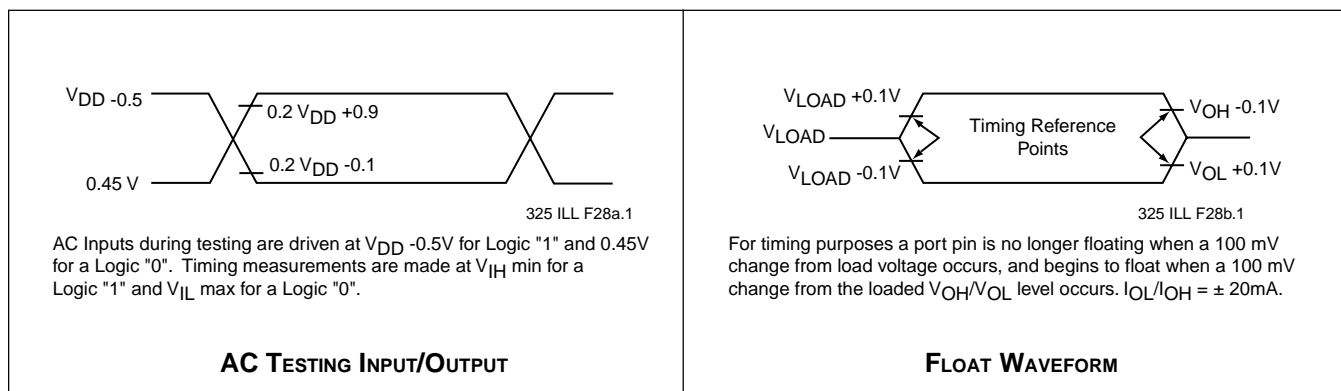 VDD -0.5
0.2 VDD +0.9
0.2 VDD -0.1
0.45 V
325 ILL F28a.1
AC Inputs during testing are driven at VDD -0.5V for Logic "1" and 0.45V
for a Logic "0". Timing measurements are made at VIH min for a
Logic "1" and VIL max for a Logic "0".
AC TESTING INPUT/OUTPUT
VLOAD +0.1V
VLOAD
VLOAD -0.1V
Timing Reference
Points
VOH -0.1V
VOL +0.1V
325 ILL F28b.1
For timing purposes a port pin is no longer floating when a 100 mV
change from load voltage occurs, and begins to float when a 100 mV
change from the loaded VOH/VOL level occurs. IOL/IOH = ± 20mA.
FLOAT WAVEFORM